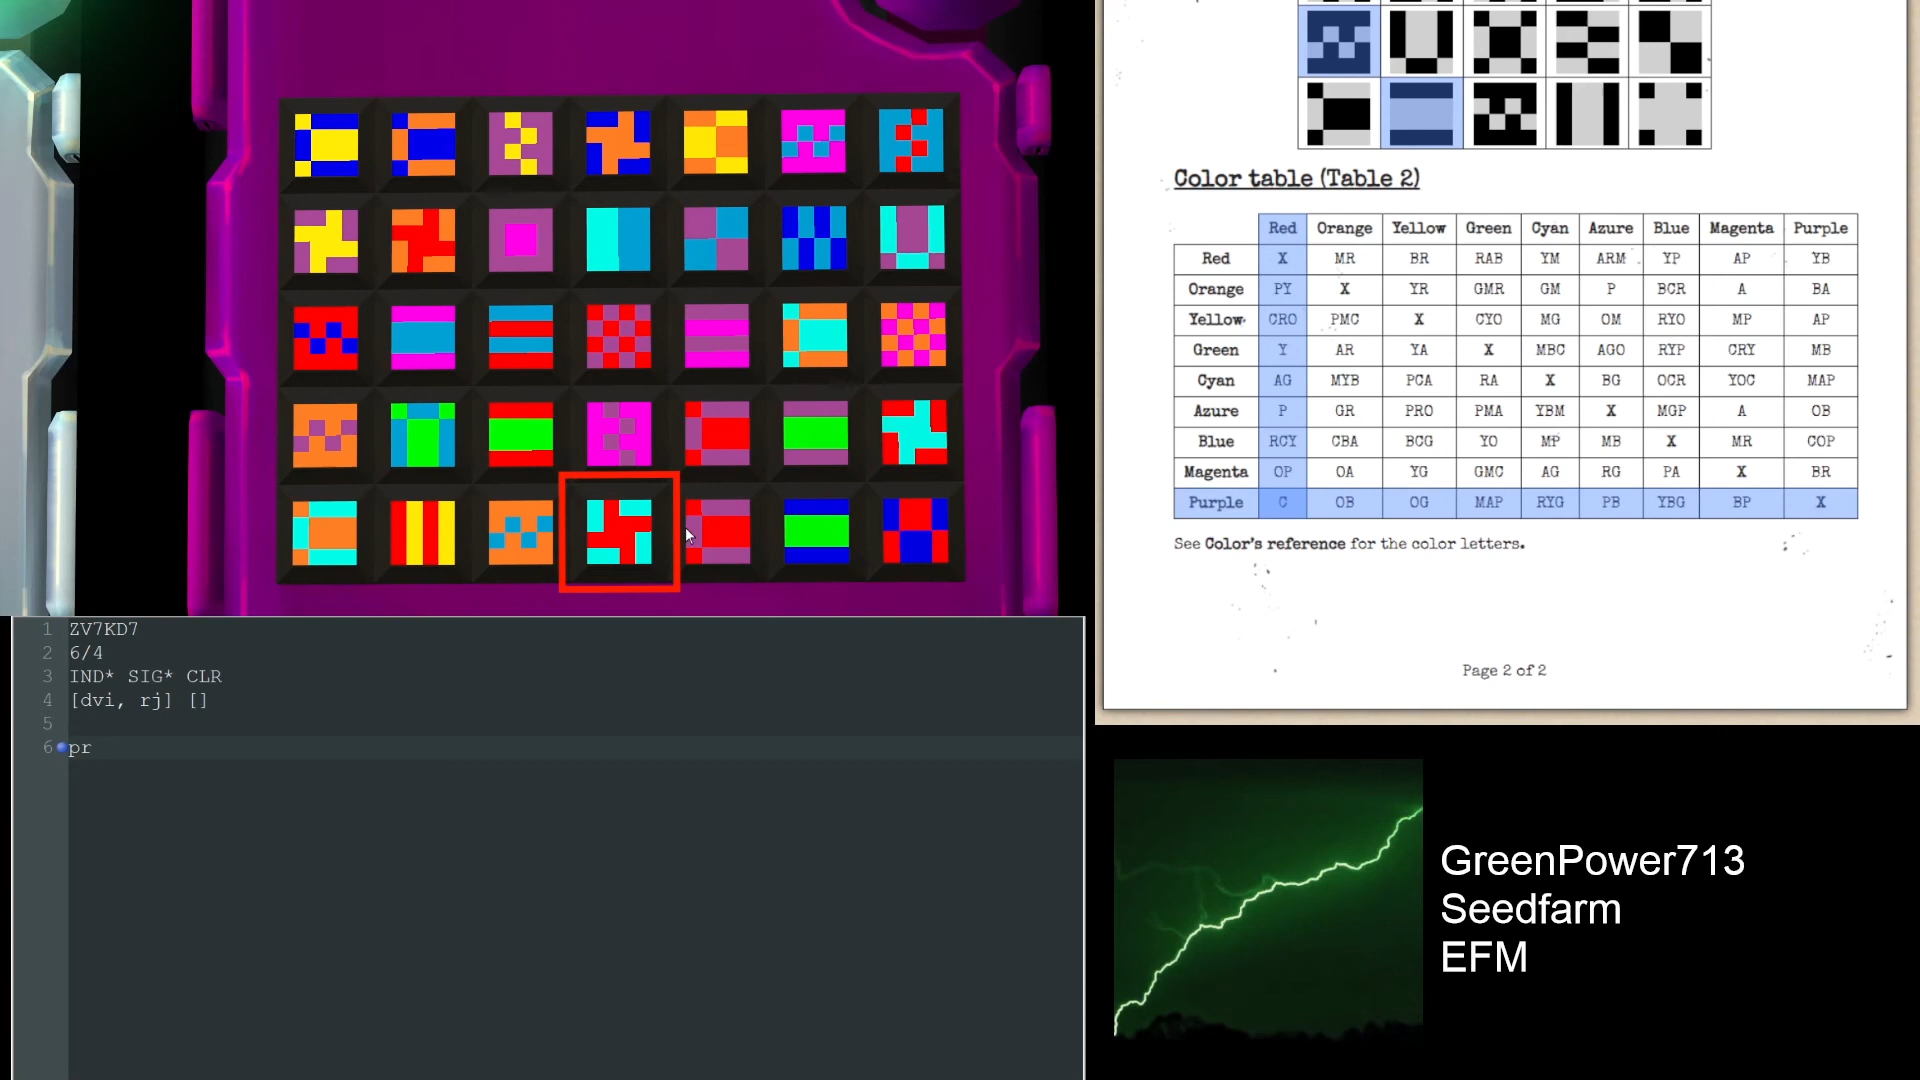 Color table (Table 2)
Red Orange Yellow Green Cyan Azure Blue Magenta Purple
Red X MR BR RAB YM ARM YP AP YB
Orange PY X YR GMR GM P BCR A BA
Yellow CRO PMC X CYO MG OM RYO MP AP
Green Y AR YA X MBC AGO RYP CRY MB
Cyan AG MYB PCA RA X BG OCR YOC MAP
Azure P GR PRO PMA YBM X MGP A OB
Blue RCY CBA BCG YO MP MB X MR COP
Magenta OP OA YG GMC AG RG PA X BR
Purple C OB OG MAP RYG PB YBG BP X
See Color's reference for the color letters.
Page 2 of 2
1 ZV7KD7
2 6/4
3 IND* SIG* CLR
4 [dvi, rj] []
5
6 pr
GreenPower713
Seedfarm
EFM